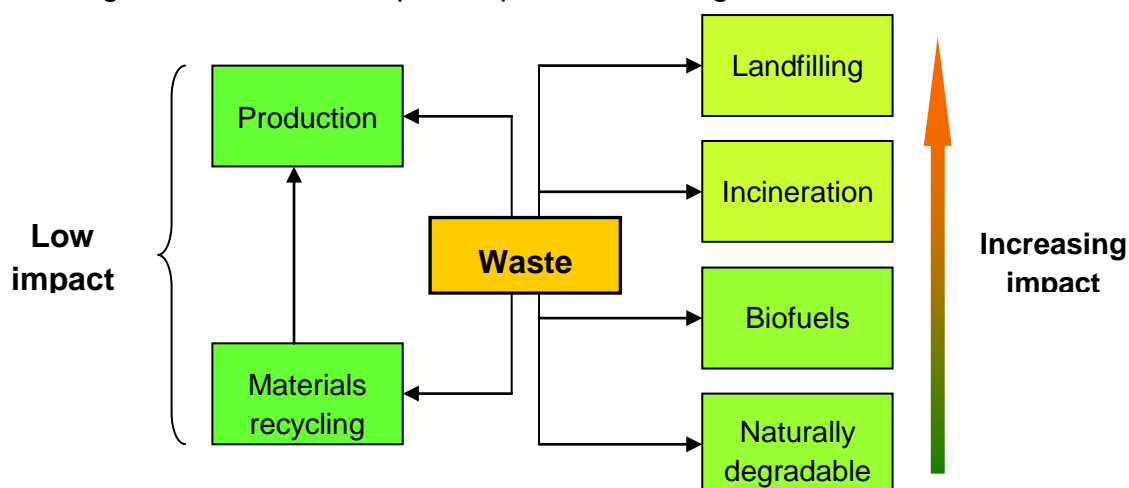 Landfilling
Production
Incineration
Low
impact
Waste
Increasing
impact
Biofuels
Materials
recycling
Naturally
degradable